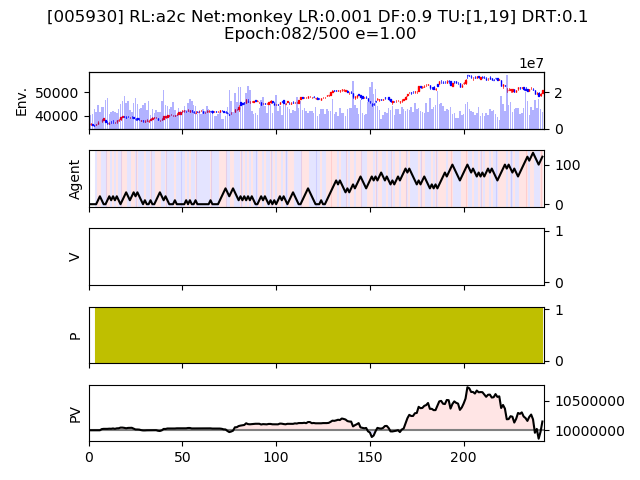 [005930] RL:a2c Net:monkey LR:0.001 DF:0.9 TU:[1,19] DRT:0.1
Epoch:082/500 e=1.00
1e7
Env.
50000
40000
2
0
Agent
100
0
V
1
0
P
1
0
PV
10500000
10000000
0 50 100 150 200